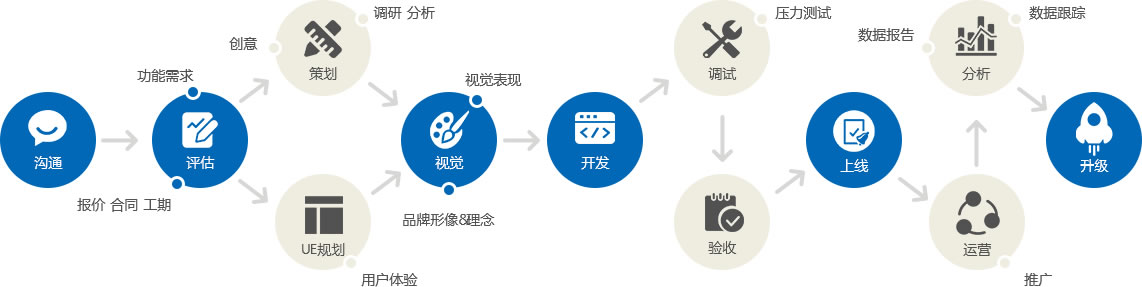 沟通
功能需求
评估
报价 合同 工期
创意
调研 分析
策划
UE规划
用户体验
视觉表现
视觉
品牌形像&理念
开发
压力测试
调试
验收
上线
运营
推广
数据报告
数据跟踪
分析
升级